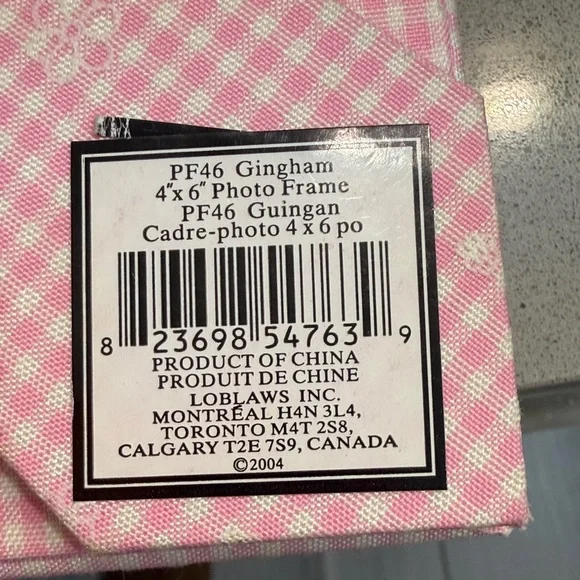 PF46 Gingham
4"x 6" Photo Frame
PF46 Guingan
Cadre-photo 4 x 6 po
8 23698 54763 9
PRODUCT OF CHINA
PRODUIT DE CHINE
LOBLAWS INC.
MONTRÉAL H4N 3L4,
TORONTO M4T 2S8,
CALGARY T2E 7S9, CANADA
©2004